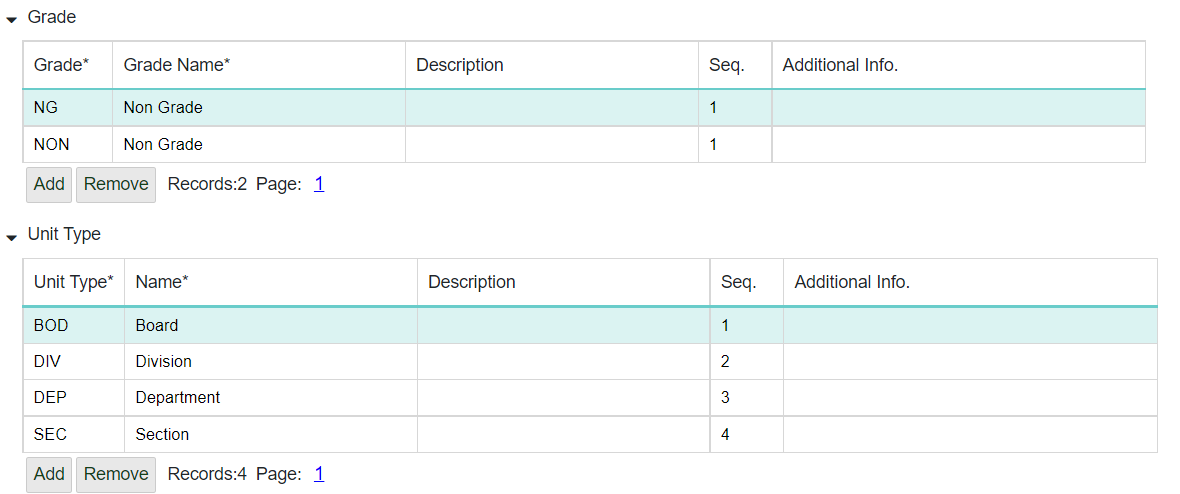 Grade
Grade* Grade Name* Description Seq. Additional Info.
NG Non Grade 1
NON Non Grade 1
Add Remove Records:2 Page: 1
Unit Type
Unit Type* Name* Description Seq. Additional Info.
BOD Board 1
DIV Division 2
DEP Department 3
SEC Section 4
Add Remove Records:4 Page: 1